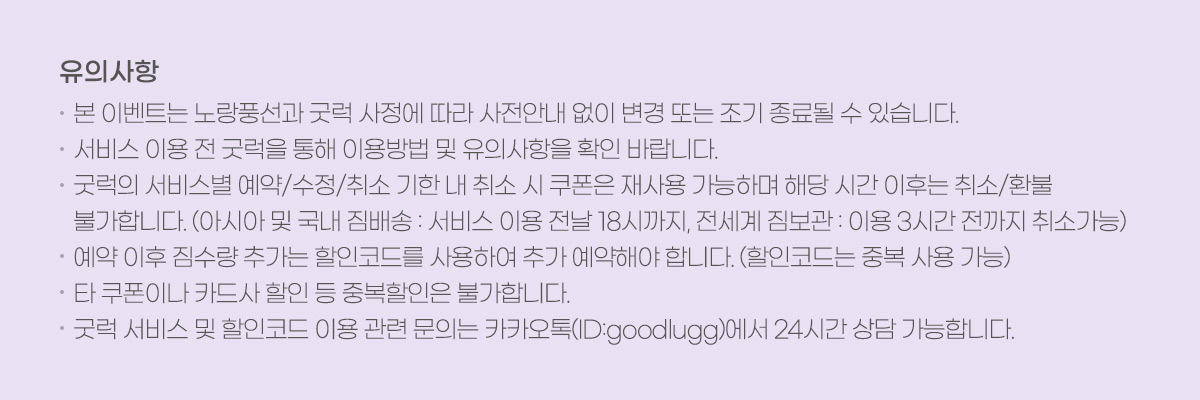 유의사항
· 본 이벤트는 노랑풍선과 굿럭 사정에 따라 사전안내 없이 변경 또는 조기 종료될 수 있습니다.
· 서비스 이용 전 굿럭을 통해 이용방법 및 유의사항을 확인 바랍니다.
· 굿럭의 서비스별 예약/수정/취소 기한 내 취소 시 쿠폰은 재사용 가능하며 해당 시간 이후는 취소/환불
불가합니다. (아시아 및 국내 짐배송 : 서비스 이용 전날 18시까지, 전세계 짐보관 : 이용 3시간 전까지 취소가능)
· 예약 이후 짐수량 추가는 할인코드를 사용하여 추가 예약해야 합니다. (할인코드는 중복 사용 가능)
· 타 쿠폰이나 카드사 할인 등 중복할인은 불가합니다.
· 굿럭 서비스 및 할인코드 이용 관련 문의는 카카오톡(ID:goodlugg)에서 24시간 상담 가능합니다.